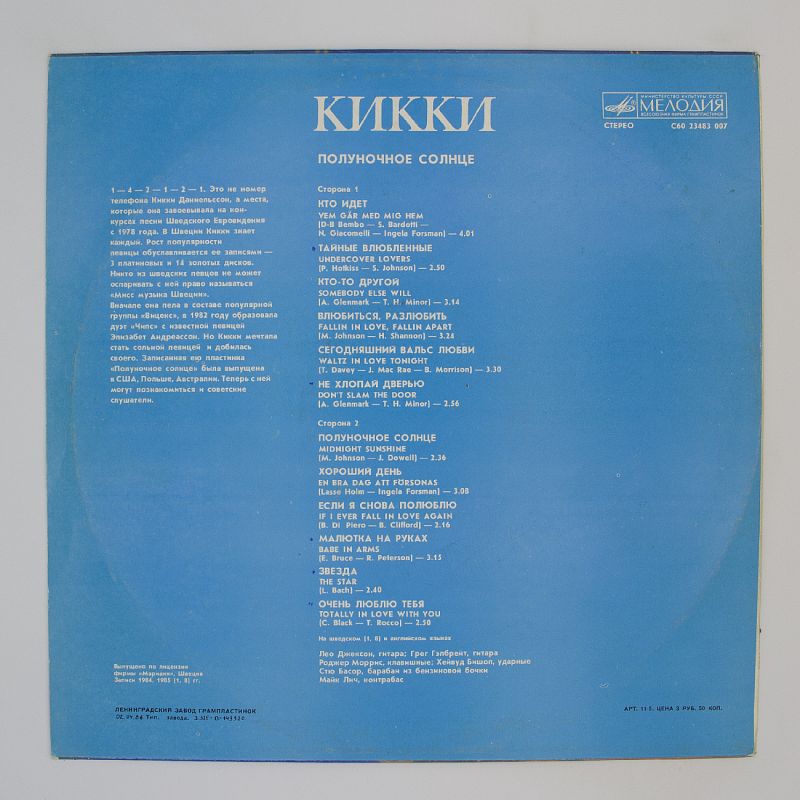 КИККИ
МИНИСТЕРСТВО КУЛЬТУРЫ СССР
МЕЛОДИЯ
ВСЕСОЮЗНАЯ ФИРМА ГРАМПЛАСТИНОК
СТЕРЕО С60 23483 007
ПОЛУНОЧНОЕ СОЛНЦЕ
1 — 4 — 2 — 1 — 2 — 1. Это не номер
телефона Кикки Даниельссон, а места,
которые она завоевывала на кон-
курсах песни Шведского Евровидения
с 1978 года. В Швеции Кикки знает
каждый. Рост популярности
певицы обуславливается ее записями —
3 платиновых и 14 золотых дисков.
Никто из шведских певцов не может
оспаривать с ней право называться
«Мисс музыка Швеции».
Вначале она пела в составе популярной
группы «Вицекс», в 1982 году образовала
дуэт «Чипс» с известной певицей
Элизабет Андреассон. Но Кикки мечтала
стать сольной певицей и добилась
своего. Записанная ею пластинка
«Полуночное солнце» была выпущена
в США, Польше, Австралии. Теперь с ней
могут познакомиться и советские
слушатели.
Сторона 1
КТО ИДЕТ
VEM GÅR MED MIG HEM
(D-B Bembo — S. Bardotti —
N. Giacomelli — Ingela Forsman) — 4.01
ТАЙНЫЕ ВЛЮБЛЕННЫЕ
UNDERCOVER LOVERS
(P. Hotkiss — S. Johnson) — 2.50
КТО-ТО ДРУГОЙ
SOMEBODY ELSE WILL
(A. Glenmark — T. H. Minor) — 3.14
ВЛЮБИТЬСЯ, РАЗЛЮБИТЬ
FALLIN IN LOVE, FALLIN APART
(M. Johnson — H. Shannon) — 3.28
СЕГОДНЯШНИЙ ВАЛЬС ЛЮБВИ
WALTZ IN LOVE TONIGHT
(T. Davey — J. Mac Rae — B. Morrison) — 3.30
НЕ ХЛОПАЙ ДВЕРЬЮ
DON'T SLAM THE DOOR
(A. Glenmark — T. H. Minor) — 2.56
Сторона 2
ПОЛУНОЧНОЕ СОЛНЦЕ
MIDNIGHT SUNSHINE
(M. Johnson — J. Dowell) — 2.36
ХОРОШИЙ ДЕНЬ
EN BRA DAG ATT FÖRSONAS
(Lasse Holm — Ingela Forsman) — 3.08
ЕСЛИ Я СНОВА ПОЛЮБЛЮ
IF I EVER FALL IN LOVE AGAIN
(B. Di Piero — B. Clifford) — 2.16
МАЛЮТКА НА РУКАХ
BABE IN ARMS
(E. Bruce — R. Peterson) — 3.15
ЗВЕЗДА
THE STAR
(L. Bach) — 2.40
ОЧЕНЬ ЛЮБЛЮ ТЕБЯ
TOTALLY IN LOVE WITH YOU
(C. Black — T. Rocco) — 2.50
На шведском (1, 8) и английском языках
Лео Джексон, гитара; Грег Гэлбрент, гитара
Роджер Моррис, клавишные; Хейвуд Бишоп, ударные
Стю Басор, барабан из бензиновой бочки
Майк Лич, контрабас
Выпущено по лицензии
фирмы «Мариан», Швеция
Записи 1984, 1985 (1, 8) гг.
ЛЕНИНГРАДСКИЙ ЗАВОД ГРАМПЛАСТИНОК
Тип. завода.
АРТ. 11-5. ЦЕНА 3 РУБ. 50 КОП.